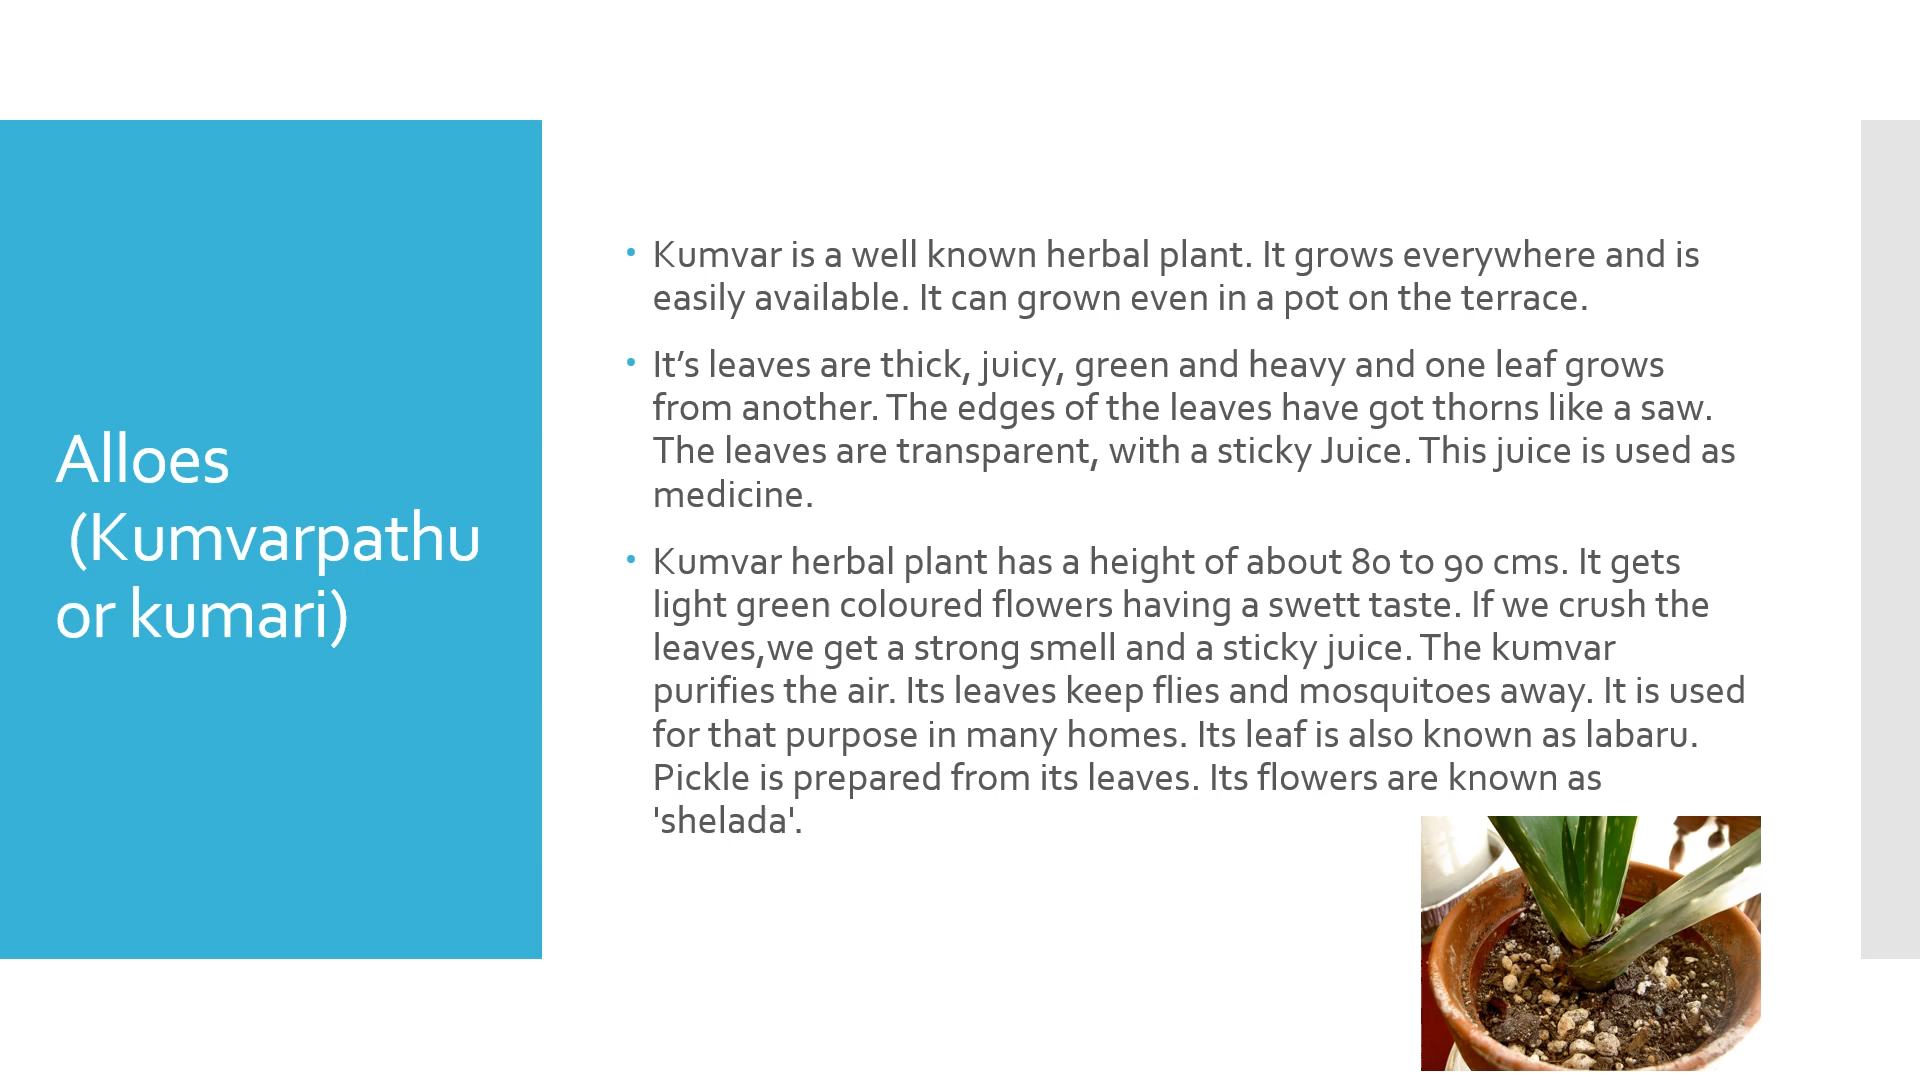 Alloes
(Kumvarpathu
or kumari)
• Kumvar is a well known herbal plant. It grows everywhere and is
easily available. It can grown even in a pot on the terrace.
• It’s leaves are thick, juicy, green and heavy and one leaf grows
from another. The edges of the leaves have got thorns like a saw.
The leaves are transparent, with a sticky Juice. This juice is used as
medicine.
• Kumvar herbal plant has a height of about 80 to 90 cms. It gets
light green coloured flowers having a swett taste. If we crush the
leaves,we get a strong smell and a sticky juice. The kumvar
purifies the air. Its leaves keep flies and mosquitoes away. It is used
for that purpose in many homes. Its leaf is also known as labaru.
Pickle is prepared from its leaves. Its flowers are known as
'shelada'.